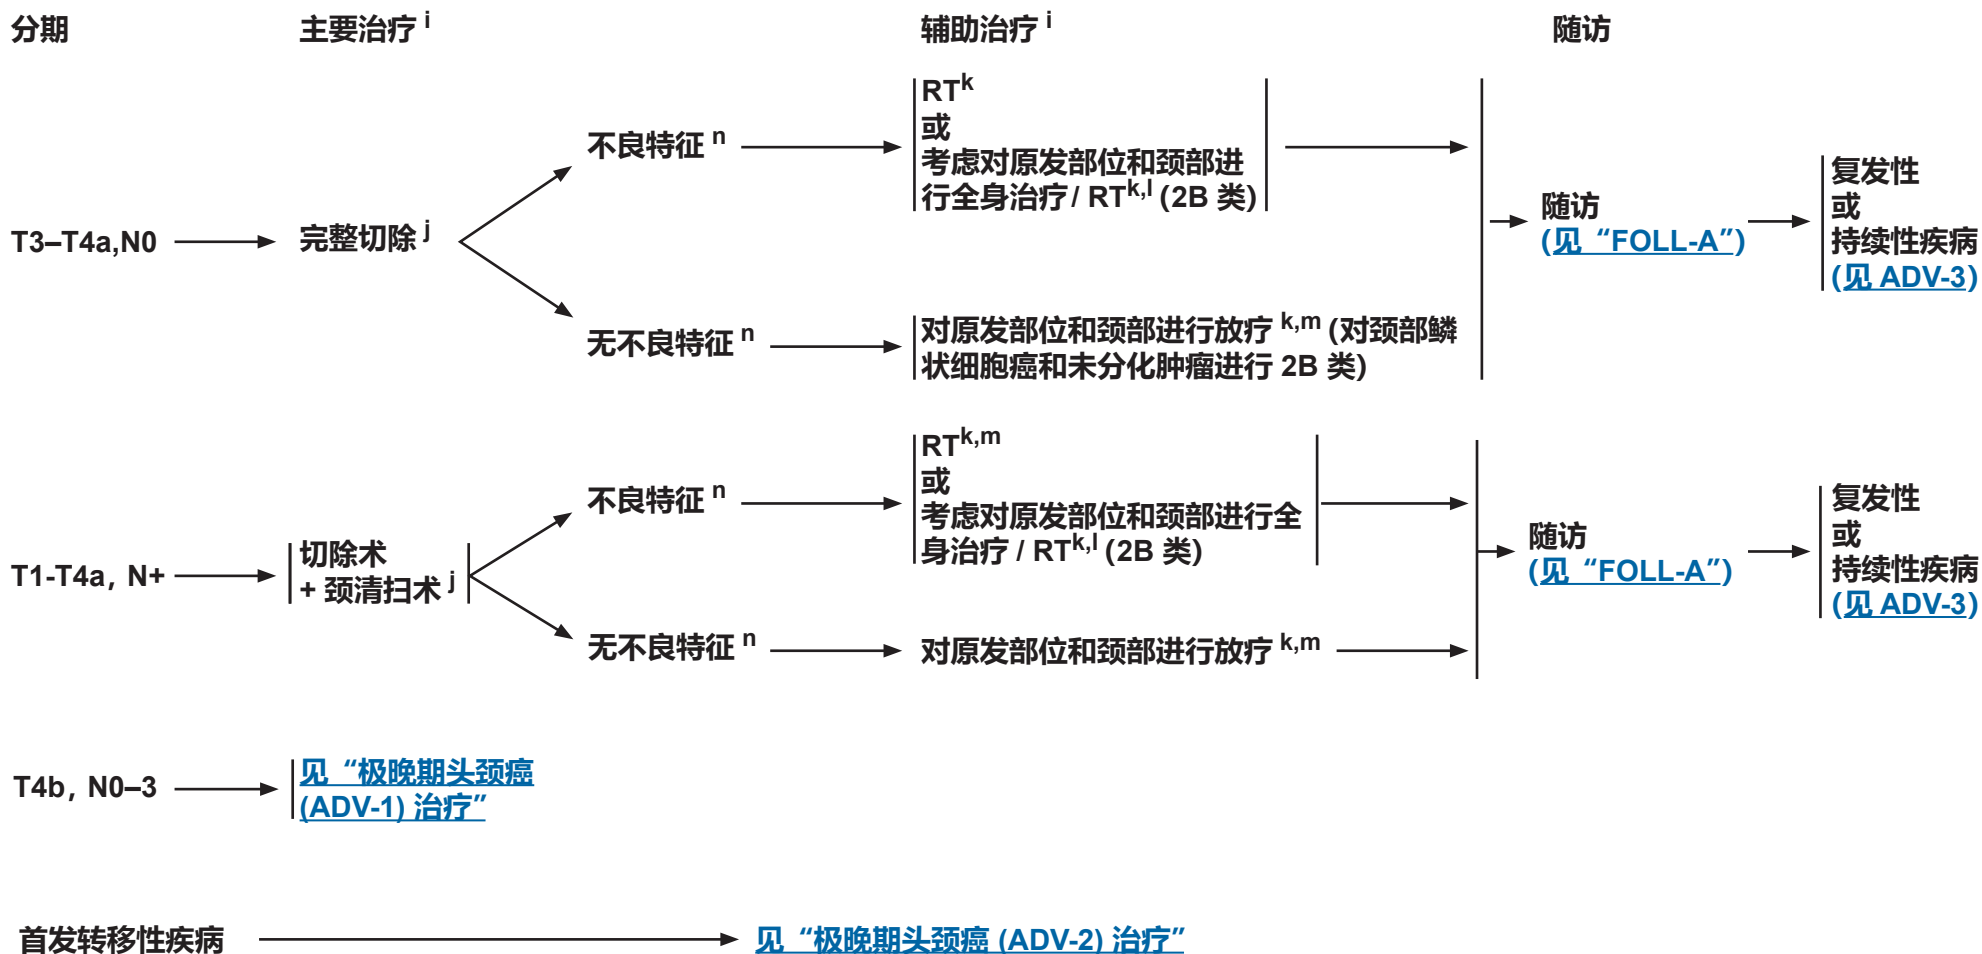 分期 主要治疗 i 辅助治疗 i 随访
T3–T4a,N0
完整切除 j
不良特征 n
RTk
或
考虑对原发部位和颈部进
行全身治疗 / RTk,l (2B 类)
无不良特征 n
对原发部位和颈部进行放疗 k,m (对颈部鳞
状细胞癌和未分化肿瘤进行 2B 类)
随访
(见 “FOLL-A”)
复发性
或
持续性疾病
(见 ADV-3)
T1-T4a, N+
切除术
+ 颈清扫术 j
不良特征 n
RTk,m
或
考虑对原发部位和颈部进行全
身治疗 / RTk,l (2B 类)
无不良特征 n
对原发部位和颈部进行放疗 k,m
随访
(见 “FOLL-A”)
复发性
或
持续性疾病
(见 ADV-3)
T4b, N0–3
见 “极晚期头颈癌
(ADV-1) 治疗”
首发转移性疾病
见 “极晚期头颈癌 (ADV-2) 治疗”